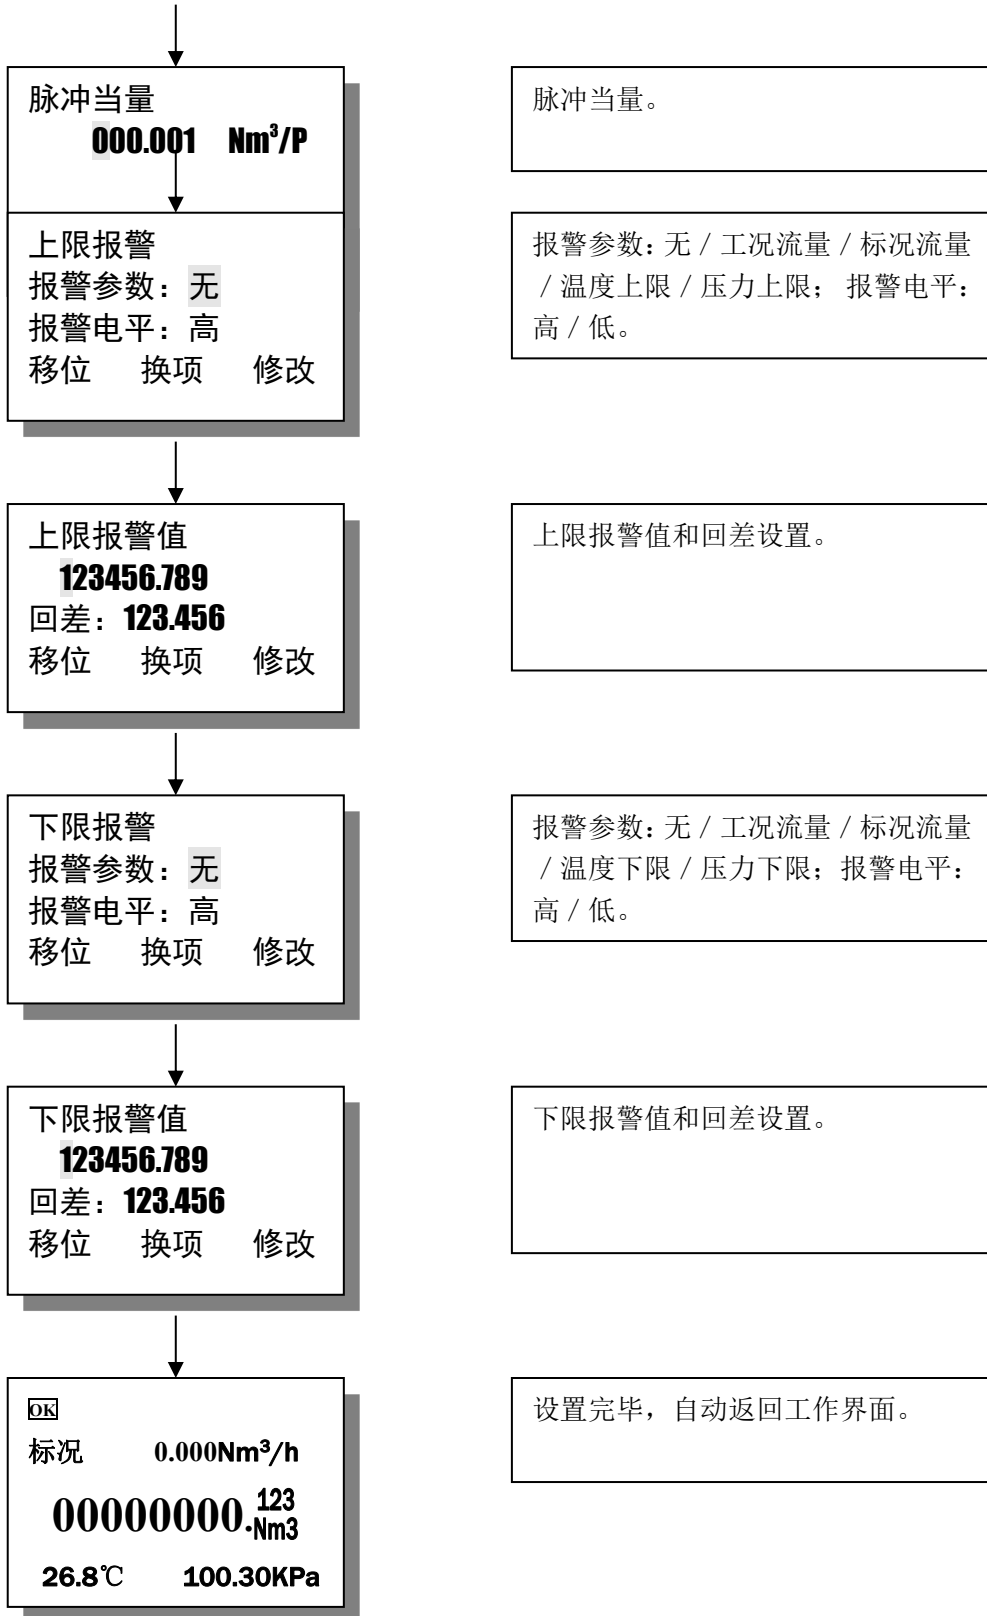 脉冲当量
000.001 Nm³/P
脉冲当量。
上限报警
报警参数：无
报警电平：高
移位 换项 修改
报警参数：无／工况流量／标况流量
／温度上限／压力上限；报警电平：
高／低。
上限报警值
123456.789
回差：123.456
移位 换项 修改
上限报警值和回差设置。
下限报警
报警参数：无
报警电平：高
移位 换项 修改
报警参数：无／工况流量／标况流量
／温度下限／压力下限；报警电平：
高／低。
下限报警值
123456.789
回差：123.456
移位 换项 修改
下限报警值和回差设置。
OK
标况 0.000Nm³/h
00000000.123
Nm3
26.8℃ 100.30KPa
设置完毕，自动返回工作界面。